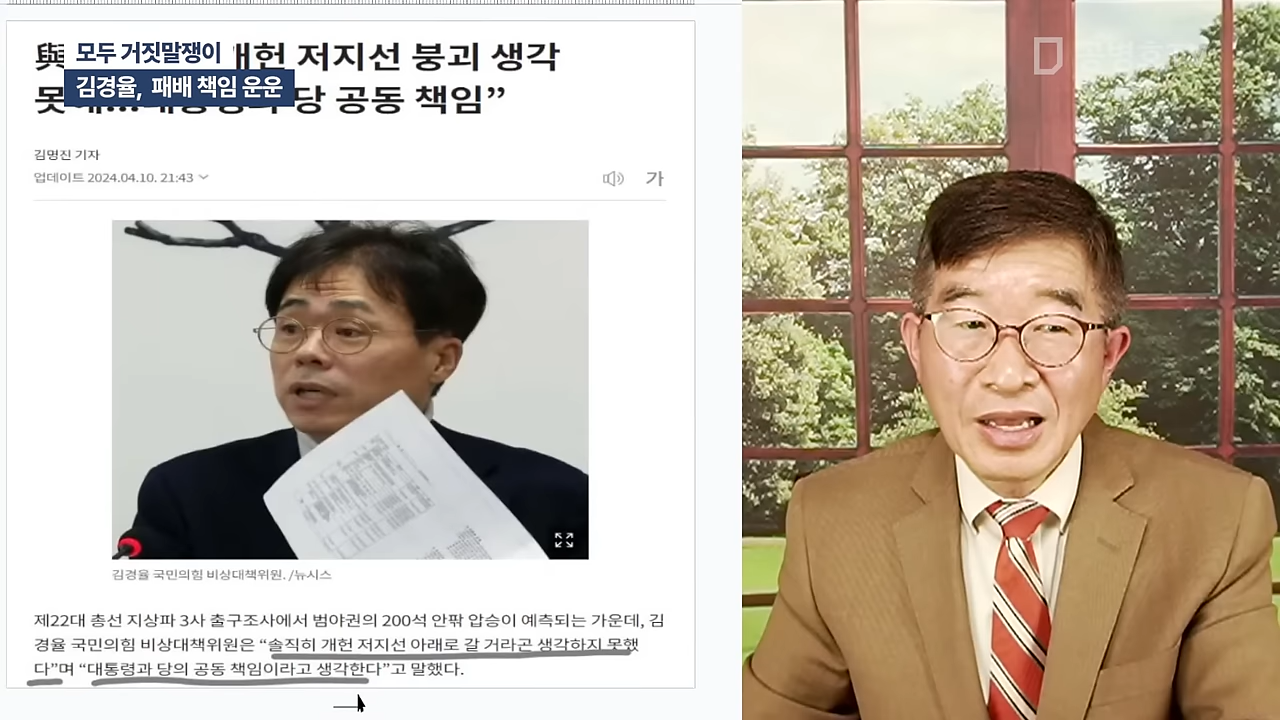 與
개헌 저지선 붕괴 생각
모두 거짓말쟁이
김경율, 패배 책임 운운
못
당 공동 책임”
김명진 기자
업데이트 2024.04.10. 21:43
가
김경율 국민의힘 비상대책위원. /뉴시스
제22대 총선 지상파 3사 출구조사에서 범야권의 200석 안팎 압승이 예측되는 가운데, 김
경율 국민의힘 비상대책위원은 “솔직히 개헌 저지선 아래로 갈 거라곤 생각하지 못했
다”며 “대통령과 당의 공동 책임이라고 생각한다”고 말했다.